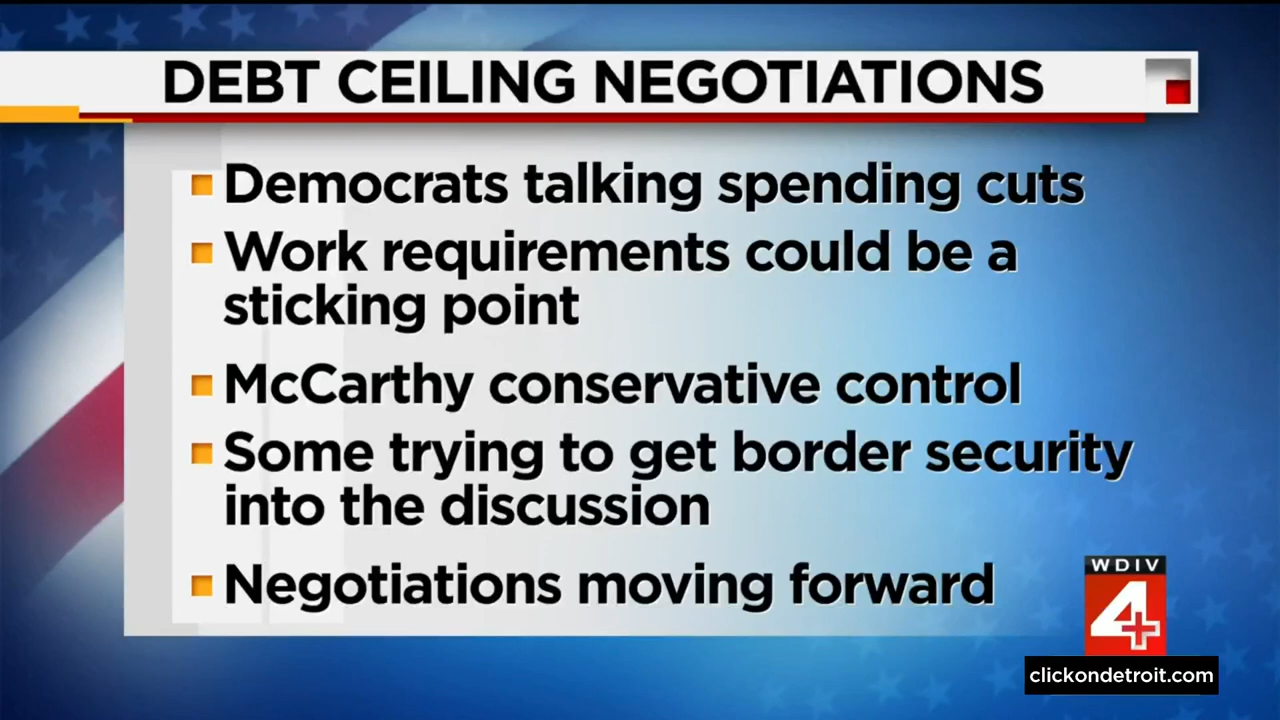 DEBT CEILING NEGOTIATIONS
Democrats talking spending cuts
Work requirements could be a
sticking point
McCarthy conservative control
Some trying to get border security
into the discussion
Negotiations moving forward
WDIV
4+
clickondetroit.com